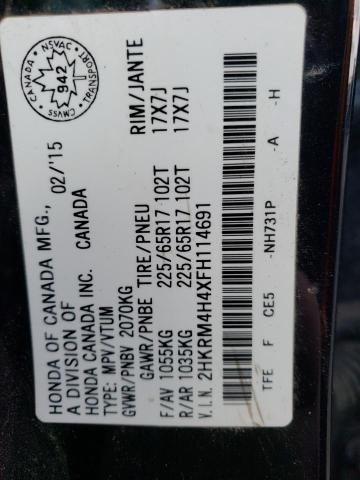 HONDA OF CANADA MFG., 02/'15
A DIVISION OF
HONDA CANADA INC. CANADA
TYPE: MPV/VTUM
GVWR/PNBV 2070KG
GAWR/PNBE TIRE/PNEU RIM/JANTE
F/AV 1055KG 225/65R17 102T 17X7J
R/AR 1035KG 225/65R17 102T 17X7J
V.I.N. 2HKRM4H4XFH114691
TFE F CE5 -NH731P -A -H
CANADA · NSVAC
942
CMVSS · TRANSPORT